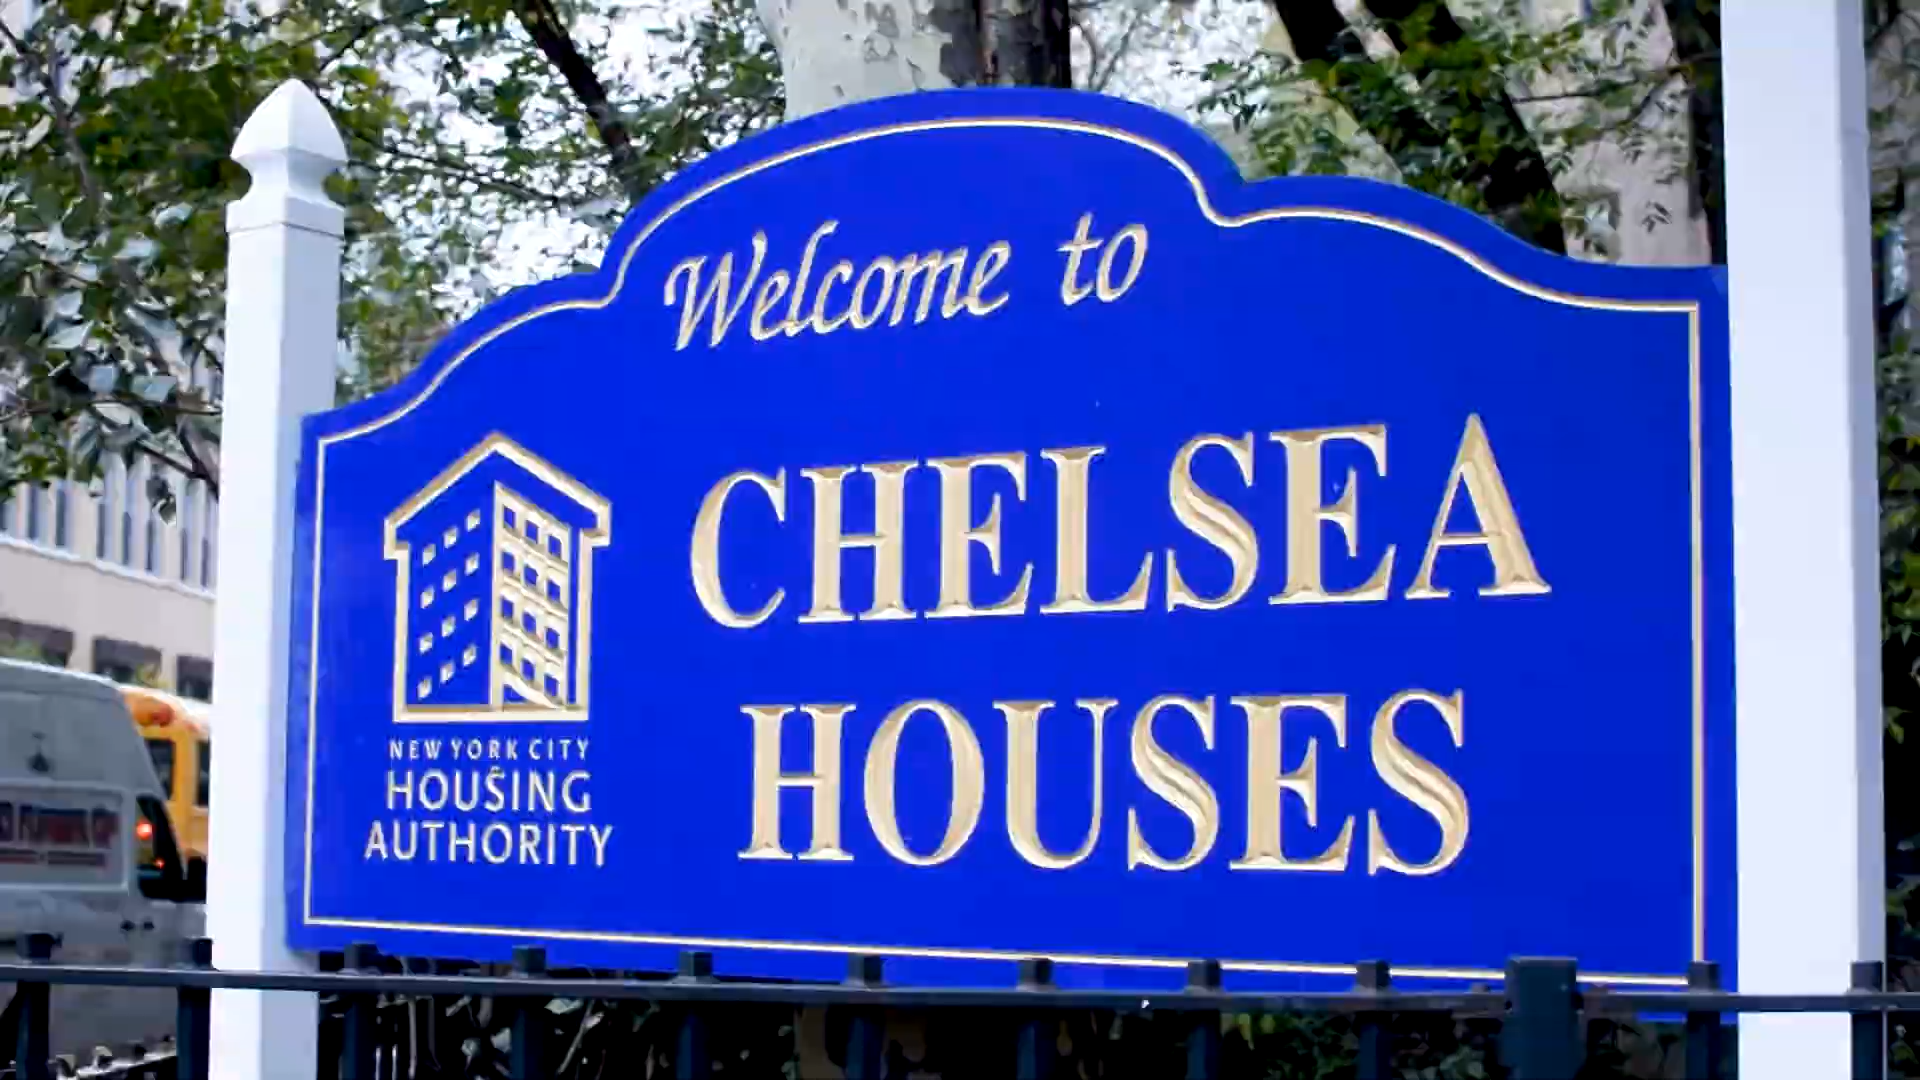 Welcome to
CHELSEA
HOUSES
NEW YORK CITY
HOUSING
AUTHORITY